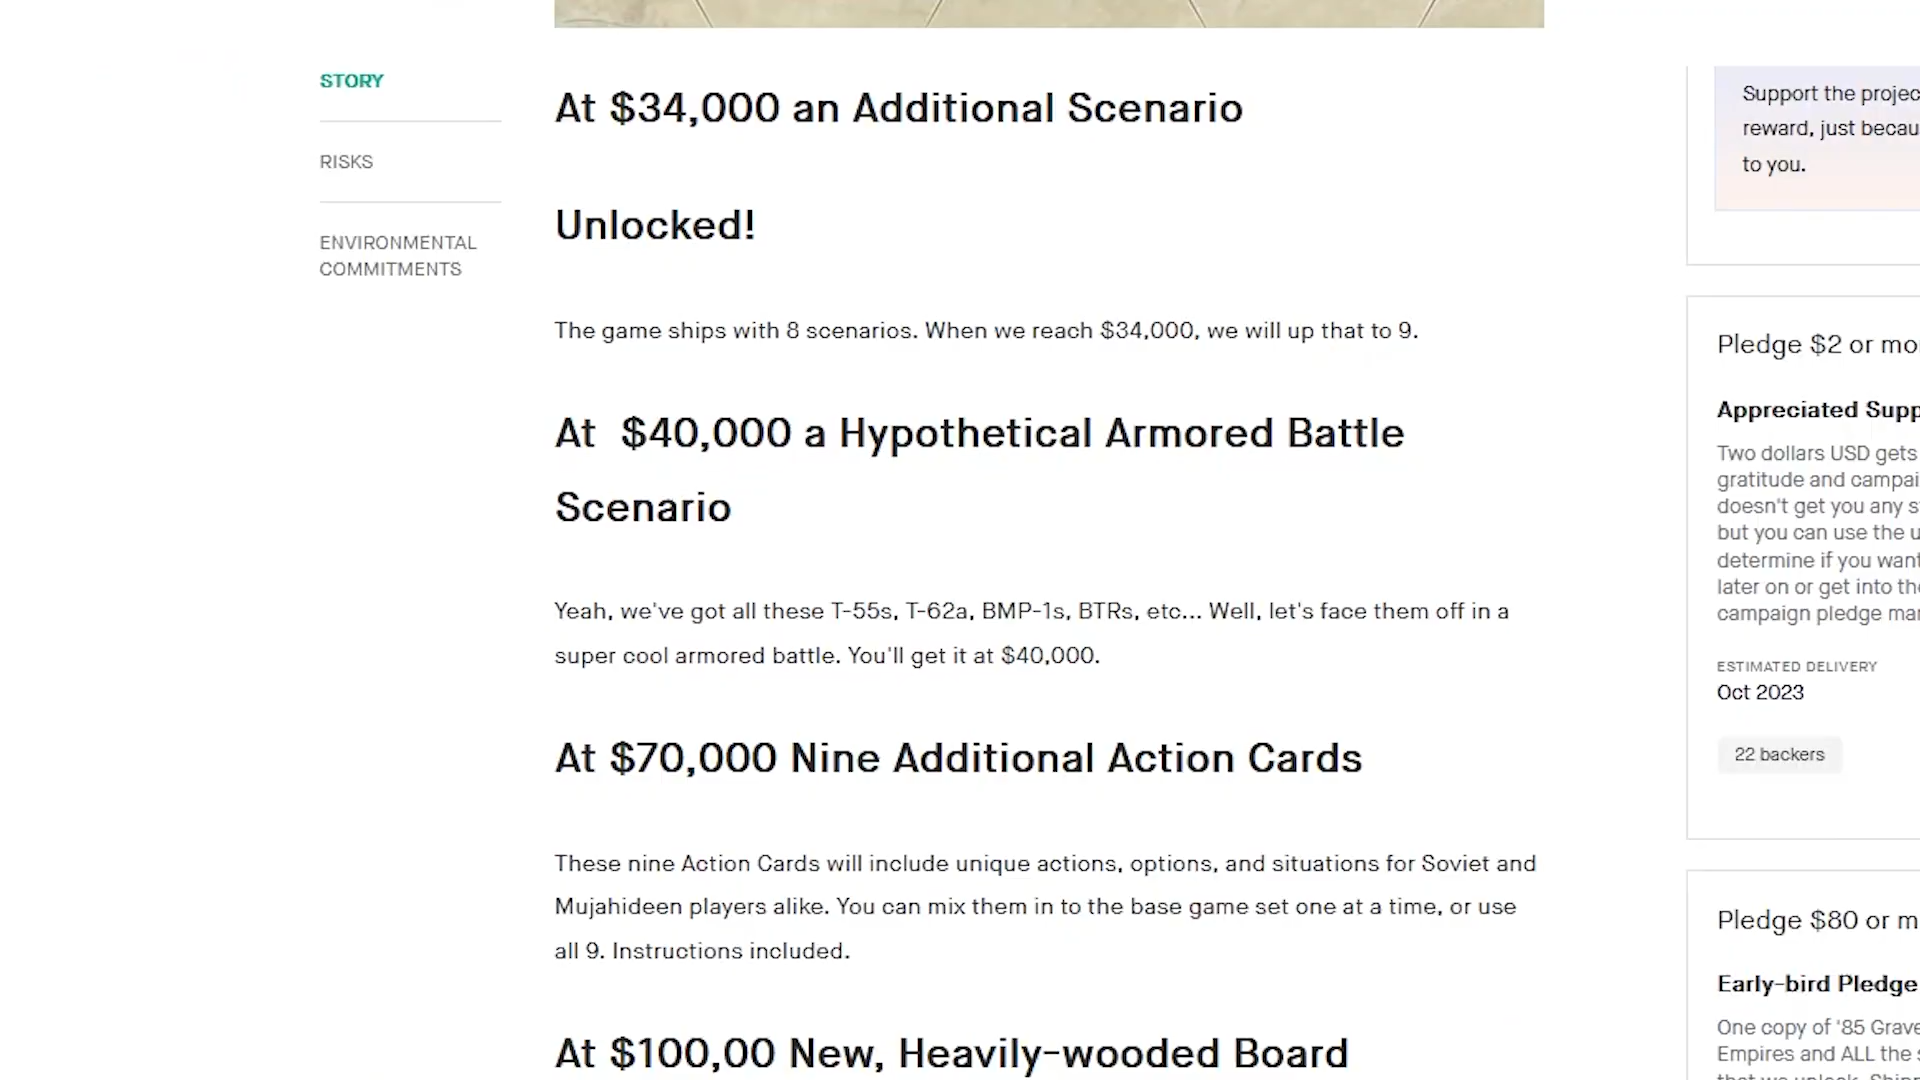 STORY
RISKS
ENVIRONMENTAL
COMMITMENTS
At $34,000 an Additional Scenario
Unlocked!
The game ships with 8 scenarios. When we reach $34,000, we will up that to 9.
At  $40,000 a Hypothetical Armored Battle
Scenario
Yeah, we've got all these T-55s, T-62a, BMP-1s, BTRs, etc... Well, let's face them off in a
super cool armored battle. You'll get it at $40,000.
At $70,000 Nine Additional Action Cards
These nine Action Cards will include unique actions, options, and situations for Soviet and
Mujahideen players alike. You can mix them in to the base game set one at a time, or use
all 9. Instructions included.
At $100,00 New, Heavily-wooded Board
Support the projec
reward, just becau
to you.
Pledge $2 or mo
Appreciated Supp
Two dollars USD gets
gratitude and campai
doesn't get you any s
but you can use the u
determine if you want
later on or get into the
campaign pledge ma
ESTIMATED DELIVERY
Oct 2023
22 backers
Pledge $80 or m
Early-bird Pledge
One copy of '85 Grave
Empires and ALL the s